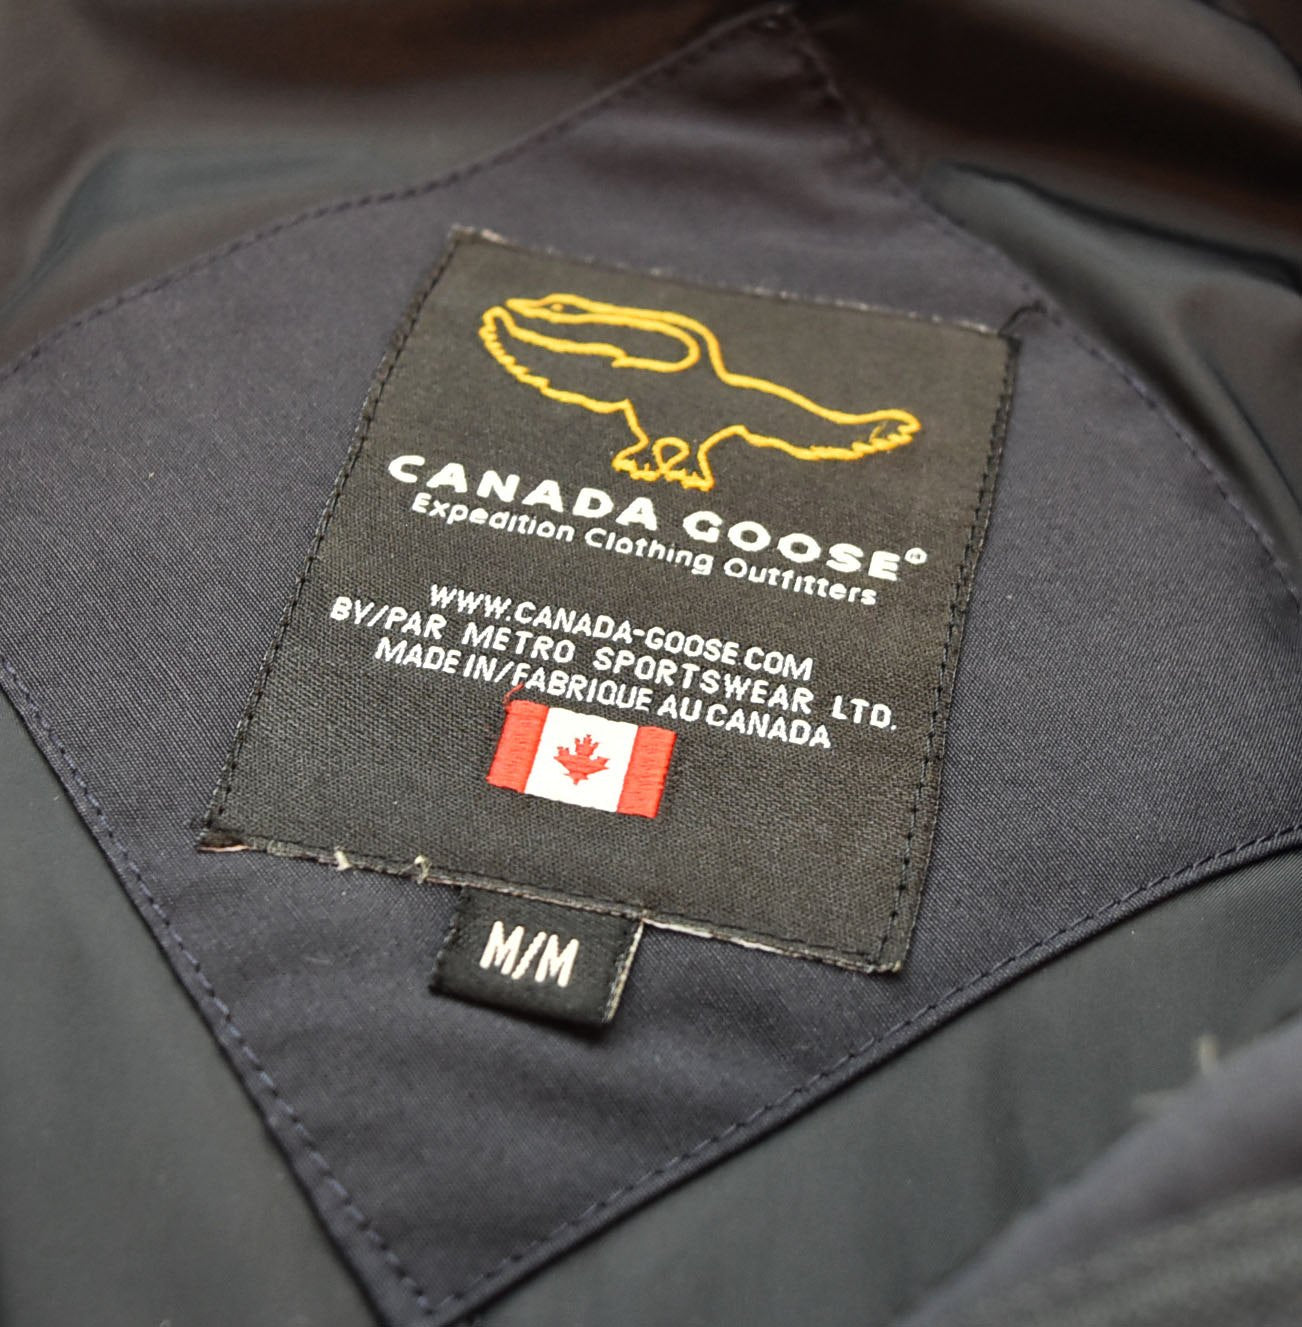 CANADA GOOSE®
Expedition Clothing Outfitters
WWW.CANADA-GOOSE.COM
BY/PAR METRO SPORTSWEAR LTD.
MADE IN/FABRIQUE AU CANADA
M/M